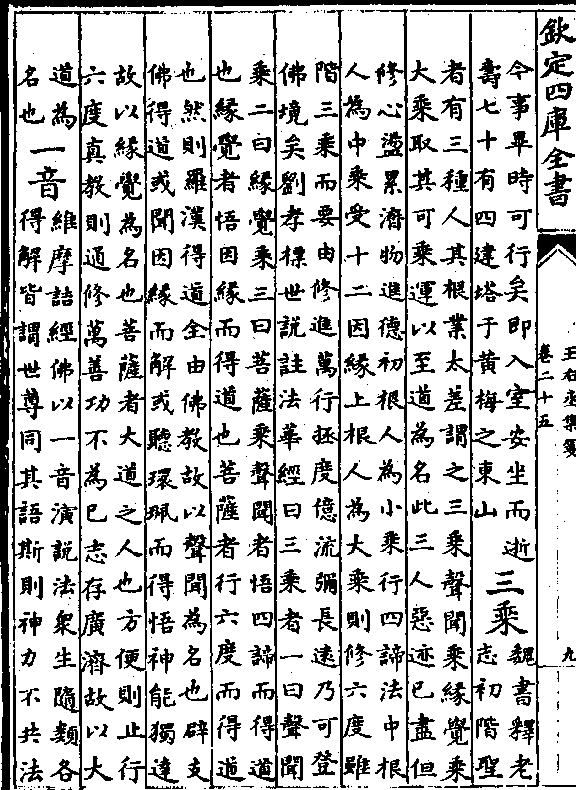 欽定四庫全書
王右丞集箋
卷二十五
九
令事畢時可行矣即入室安坐而逝
壽七十有四建塔于黃梅之東山
三乘
魏書釋老
志初階聖
者有三種人其根業太差謂之三乘聲聞乘緣覺乘
大乘取其可乘運以至道為名此三人惡迹已盡但
修心盪累濟物進德初根人為小乘行四諦法中根
人為中乘受十二因緣上根人為大乘則修六度雖
階三乘而要由修進萬行拯度億流彌長遠乃可登
佛境矣劉孝標世說註法華經曰三乘者一曰聲聞
乘二曰緣覺乘三曰菩薩乘聲聞者悟四諦而得道
也緣覺者悟因緣而得道也菩薩者行六度而得道
也然則羅漢得道全由佛教故以聲聞為名也辟支
佛得道或聞因緣而解或聽環珮而得悟神能獨達
故以緣覺為名也菩薩者大道之人也方便則止行
六度真教則通修萬善功不為已志存廣濟故以大
道為
名也
一音
維摩詰經佛以一音演說法衆生隨類各
得解皆謂世尊同其語斯則神力不共法